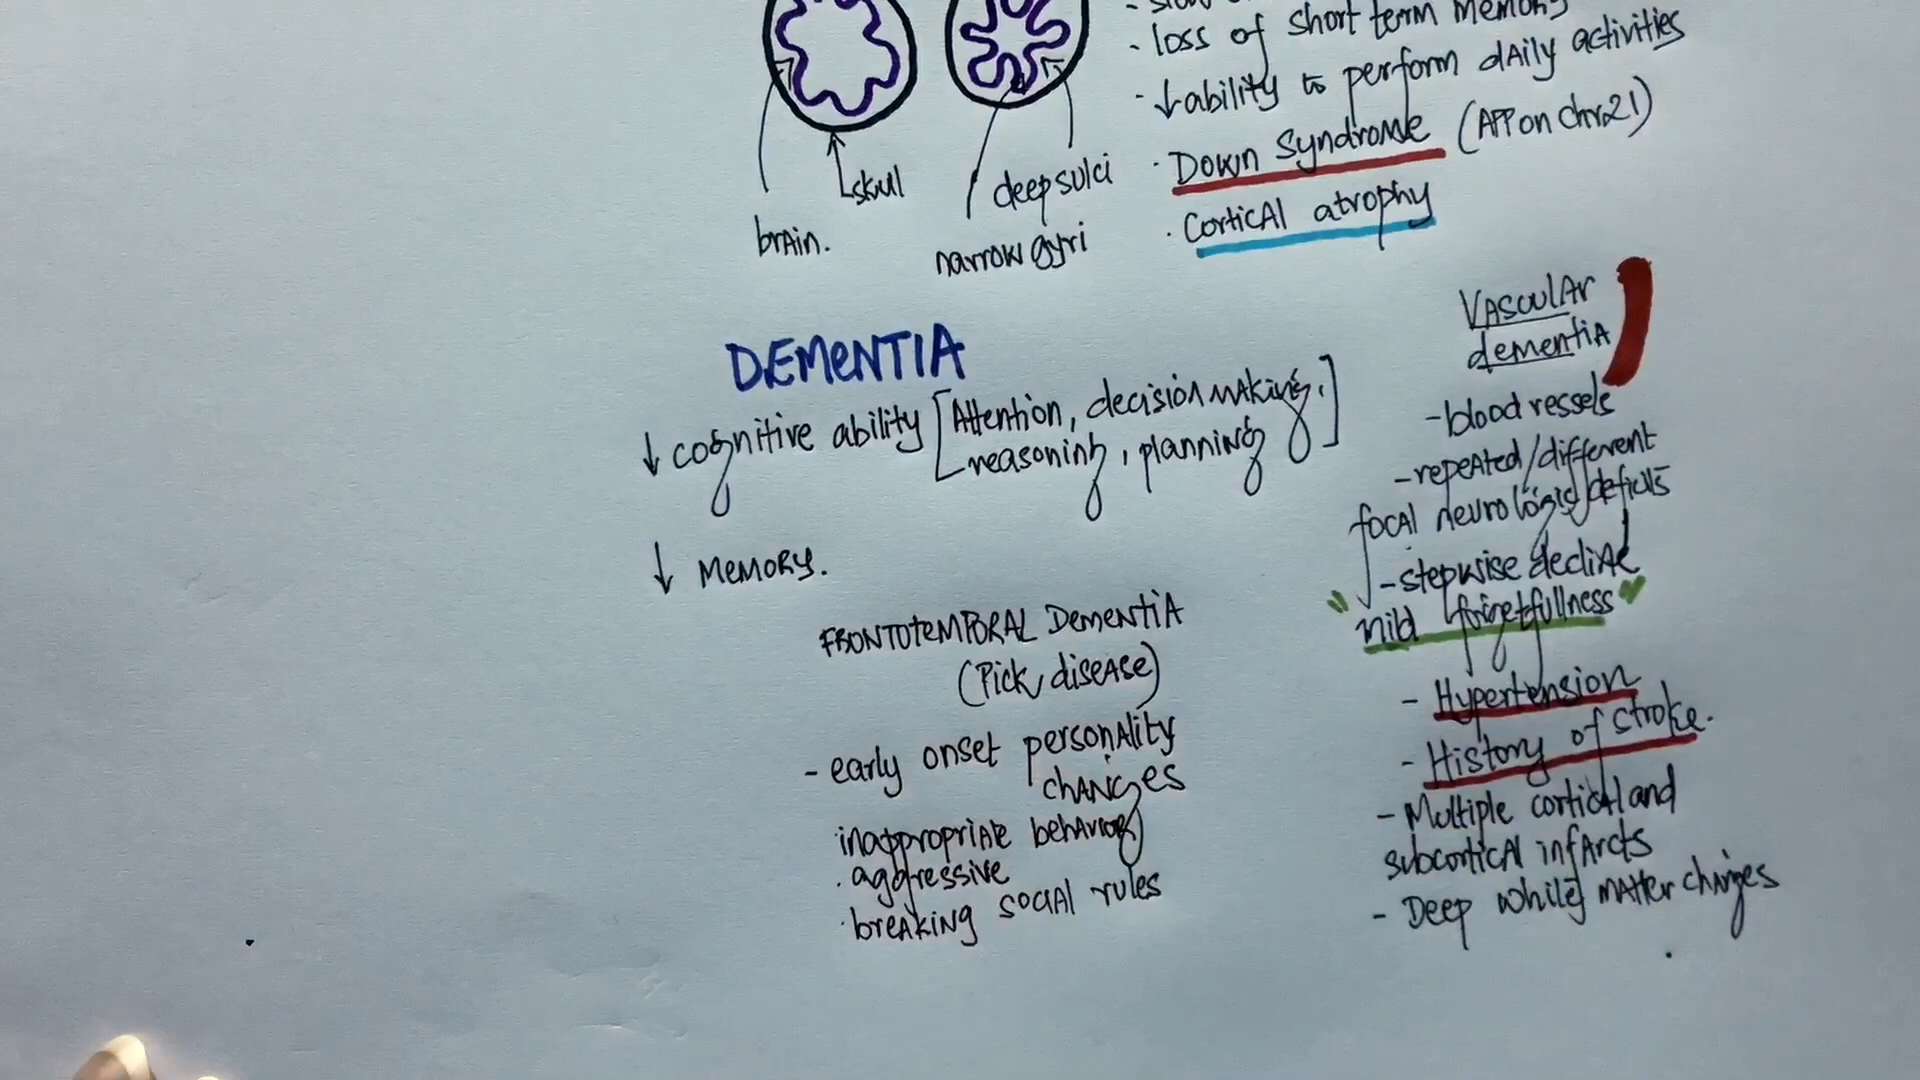 loss of short term memory
- ↓ability to perform daily activities
. Down Syndrome (APP on chr21)
. Cortical atrophy
skull
brain.
deep sulci
narrow gyri
DEMENTIA
↓ cognitive ability [Attention, decision making,
reasoning, planning]
↓ Memory.
Vascular
dementia
- blood vessels
- repeated/different
focal neurologic deficits
- stepwise decline
"mild forgetfullness"
- Hypertension
- History of stroke.
- Multiple cortical and
subcortical infarcts
- Deep while matter changes
Frontotemporal Dementia
(Pick disease)
- early onset personality
changes
. inappropriate behavior
. aggressive
. breaking social rules